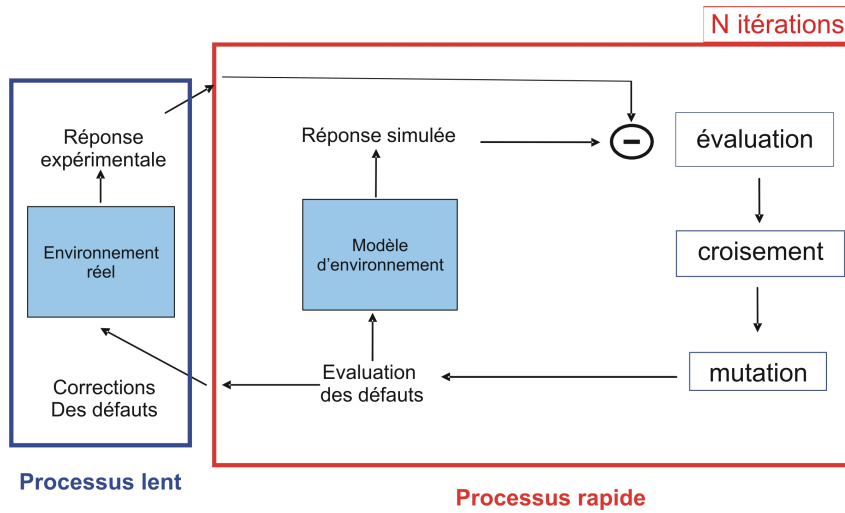 N itérations
Réponse
expérimentale
Réponse simulée
évaluation
Environnement
réel
Modèle
d'environnement
croisement
Corrections
Des défauts
Evaluation
des défauts
mutation
Processus lent
Processus rapide